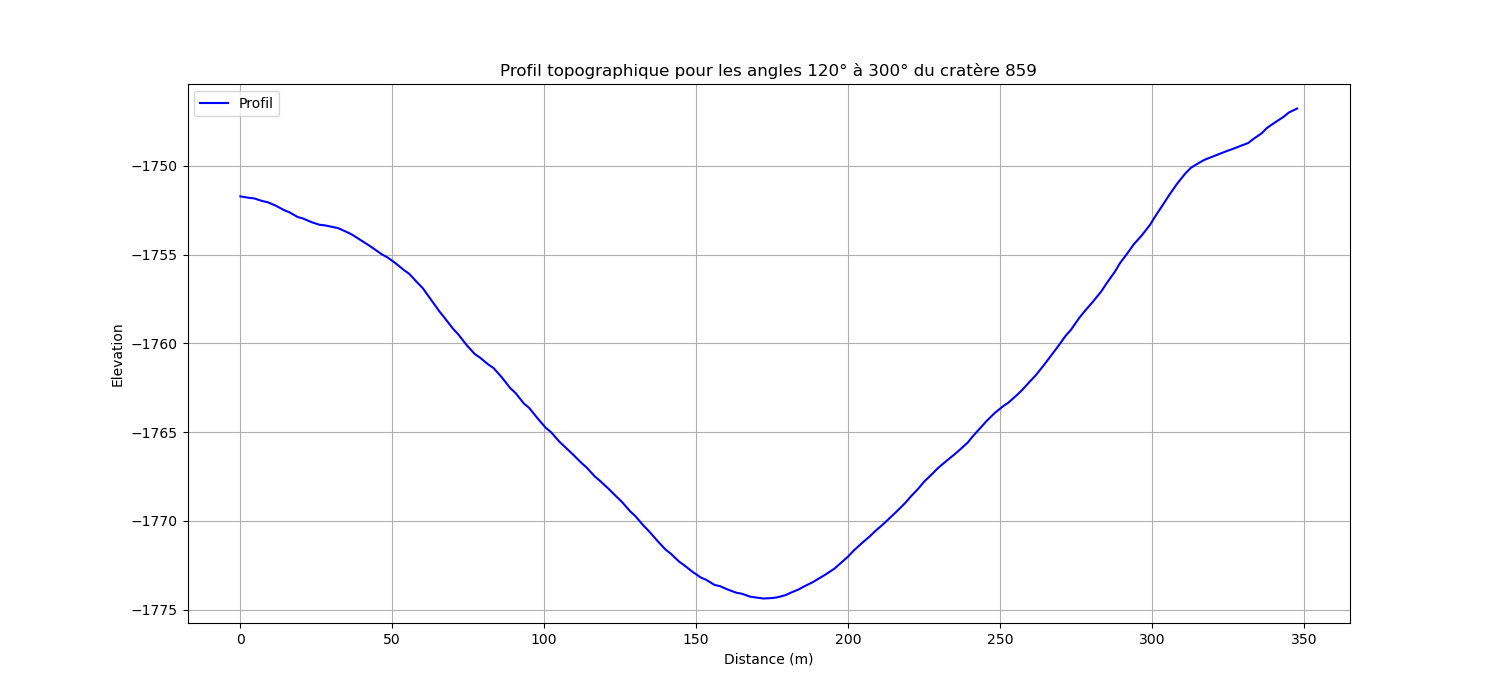 Profil topographique pour les angles 120° à 300° du cratère 859
Profil
−1750
−1755
−1760
−1765
−1770
−1775
Elevation
0 50 100 150 200 250 300 350
Distance (m)